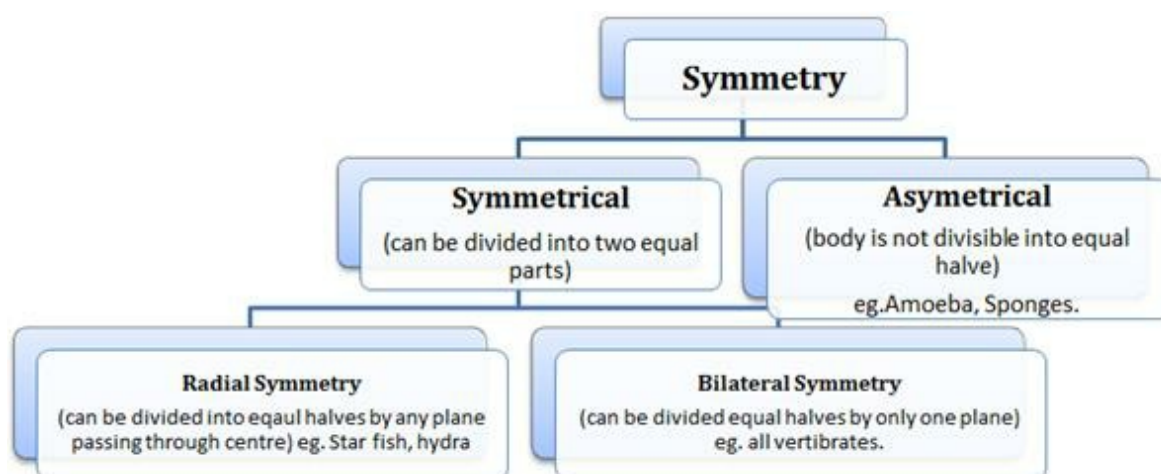 Symmetry
Symmetrical
(can be divided into two equal
parts)
Asymetrical
(body is not divisible into equal
halve)
eg.Amoeba, Sponges.
Radial Symmetry
(can be divided into eqaul halves by any plane
passing through centre) eg. Star fish, hydra
Bilateral Symmetry
(can be divided equal halves by only one plane)
eg. all vertibrates.